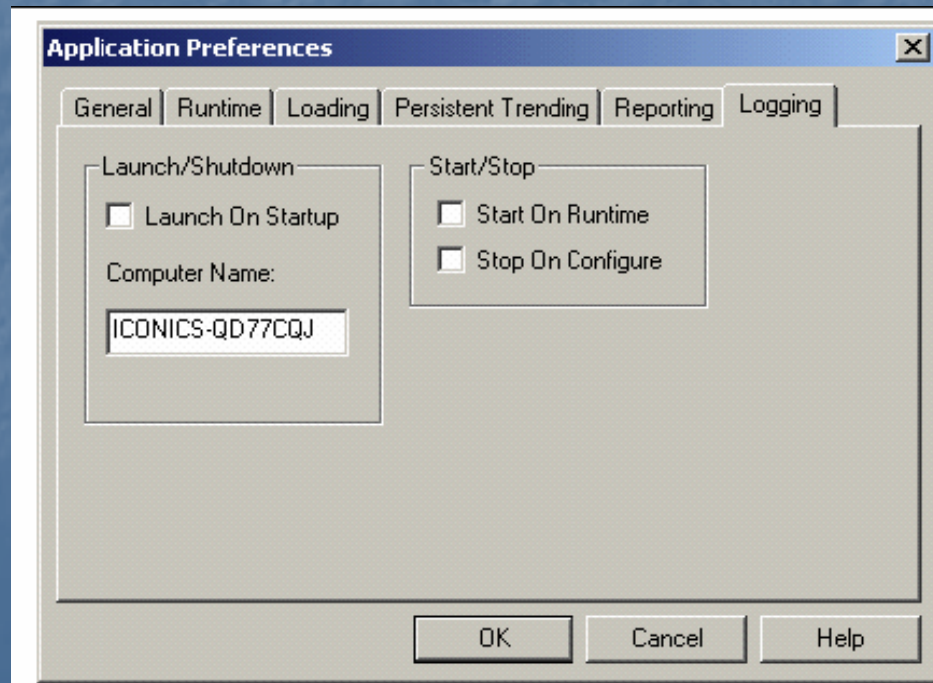 Application Preferences
General Runtime Loading Persistent Trending Reporting Logging
Launch/Shutdown
Launch On Startup
Computer Name:
ICONICS-QD77CQJ
Start/Stop
Start On Runtime
Stop On Configure
OK Cancel Help